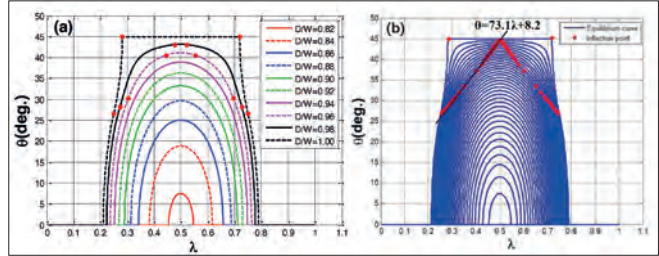 (a)
θ(deg.)
50
45
40
35
30
25
20
15
10
5
0
0 0.1 0.2 0.3 0.4 0.5 0.6 0.7 0.8 0.9 1 1.1
λ
D/W=0.82
D/W=0.84
D/W=0.86
D/W=0.88
D/W=0.90
D/W=0.92
D/W=0.94
D/W=0.96
D/W=0.98
D/W=1.00
(b)
θ=73.1λ+8.2
Equilibrium curve
Inflection point
θ(deg.)
50
45
40
35
30
25
20
15
10
5
0
0 0.1 0.2 0.3 0.4 0.5 0.6 0.7 0.8 0.9 1 1.1
λ